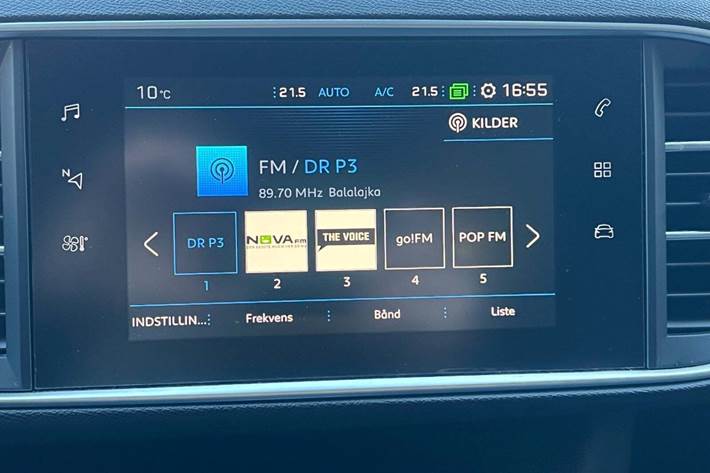 10°C 21.5 AUTO A/C 21.5 16:55
KILDER
N
FM / DR P3
89.70 MHz Balalajka
DR P3 NOVAfm THE VOICE go!FM POP FM
1 2 3 4 5
INDSTILLIN... Frekvens Bånd Liste